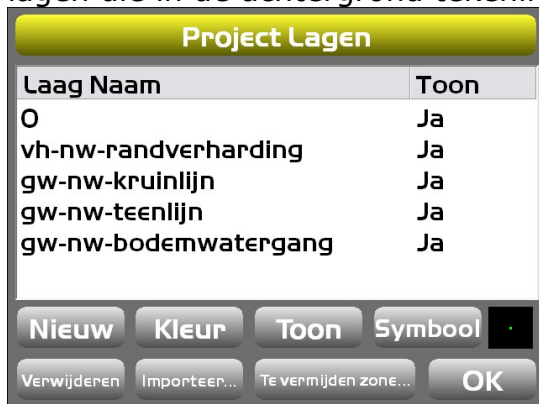 lagen die in de achtergrond teken...
Project Lagen
Laag Naam Toon
0 Ja
vh-nw-randverharding Ja
gw-nw-kruinlijn Ja
gw-nw-teenlijn Ja
gw-nw-bodemwatergang Ja
Nieuw Kleur Toon Symbool
Verwijderen Importeer... Te vermijden zone... OK